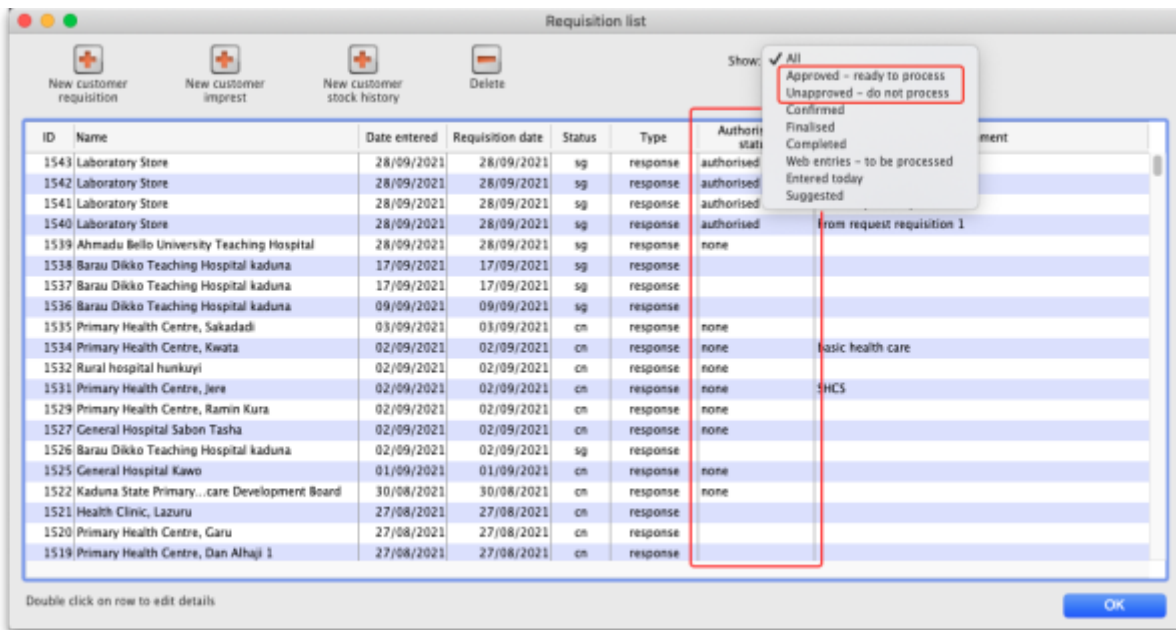 Requisition list
New customer requisition
New customer imprest
New customer stock history
Delete
Show: ✓ All
Approved – ready to process
Unapproved – do not process
Confirmed
Finalised
Completed
Web entries – to be processed
Entered today
Suggested
ID Name Date entered Requisition date Status Type
1543 Laboratory Store 28/09/2021 28/09/2021 sg response authorised
1542 Laboratory Store 28/09/2021 28/09/2021 sg response authorised
1541 Laboratory Store 28/09/2021 28/09/2021 sg response authorised
1540 Laboratory Store 28/09/2021 28/09/2021 sg response authorised From request requisition 1
1539 Ahmadu Bello University Teaching Hospital 28/09/2021 28/09/2021 sg response none
1538 Barau Dikko Teaching Hospital kaduna 17/09/2021 17/09/2021 sg response
1537 Barau Dikko Teaching Hospital kaduna 17/09/2021 17/09/2021 sg response
1536 Barau Dikko Teaching Hospital kaduna 09/09/2021 09/09/2021 sg response
1535 Primary Health Centre, Sakadadi 03/09/2021 03/09/2021 cn response none
1534 Primary Health Centre, Kwata 02/09/2021 02/09/2021 cn response none basic health care
1532 Rural hospital hunkuyi 02/09/2021 02/09/2021 cn response none
1531 Primary Health Centre, Jere 02/09/2021 02/09/2021 cn response none SHCS
1529 Primary Health Centre, Ramin Kura 02/09/2021 02/09/2021 cn response none
1527 General Hospital Sabon Tasha 02/09/2021 02/09/2021 cn response none
1526 Barau Dikko Teaching Hospital kaduna 02/09/2021 02/09/2021 sg response
1525 General Hospital Kawo 01/09/2021 01/09/2021 cn response none
1522 Kaduna State Primary...care Development Board 30/08/2021 30/08/2021 cn response none
1521 Health Clinic, Lazuru 27/08/2021 27/08/2021 cn response
1520 Primary Health Centre, Garu 27/08/2021 27/08/2021 cn response
1519 Primary Health Centre, Dan Alhaji 1 27/08/2021 27/08/2021 cn response
Double click on row to edit details
OK